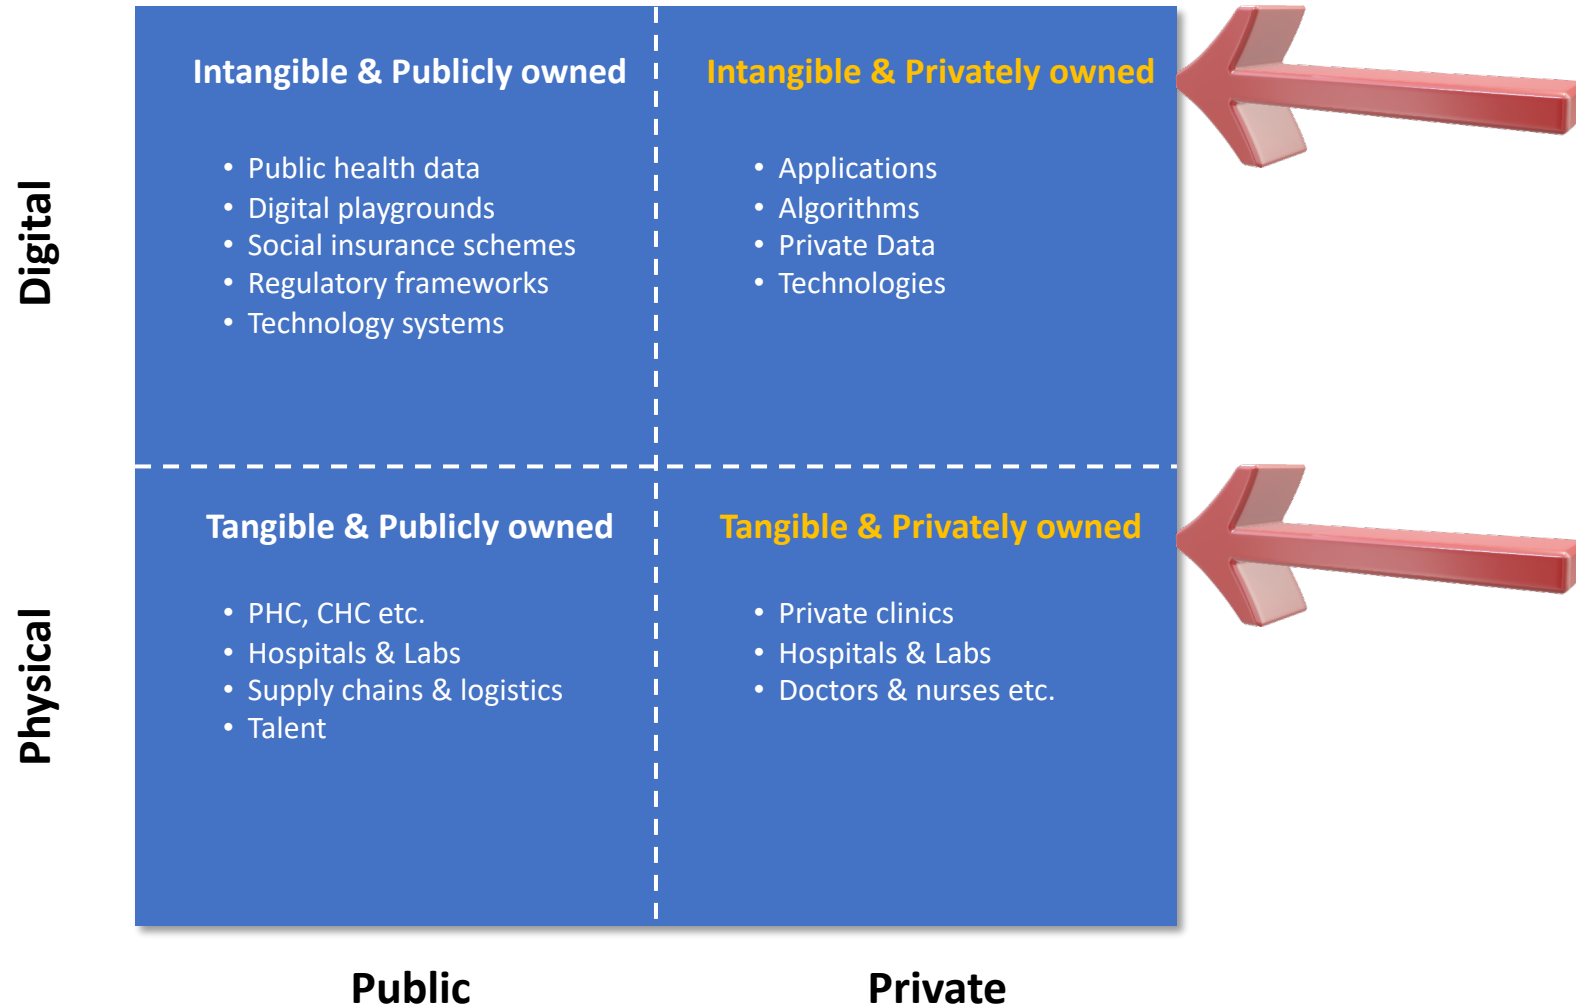 Digital
Intangible & Publicly owned
• Public health data
• Digital playgrounds
• Social insurance schemes
• Regulatory frameworks
• Technology systems
Intangible & Privately owned
• Applications
• Algorithms
• Private Data
• Technologies
Physical
Tangible & Publicly owned
• PHC, CHC etc.
• Hospitals & Labs
• Supply chains & logistics
• Talent
Tangible & Privately owned
• Private clinics
• Hospitals & Labs
• Doctors & nurses etc.
Public
Private